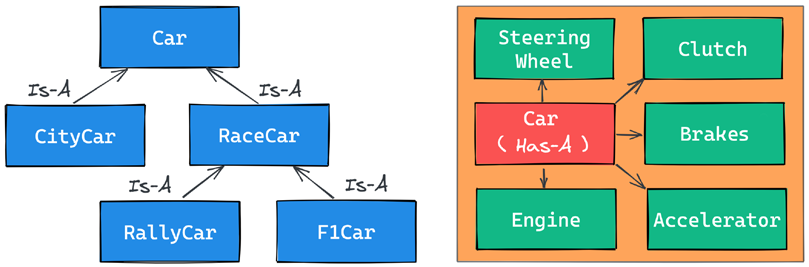 Car
Is-A
Is-A
CityCar
RaceCar
Is-A
Is-A
RallyCar
F1Car
Steering
Wheel
Clutch
Car
( Has-A )
Brakes
Engine
Accelerator